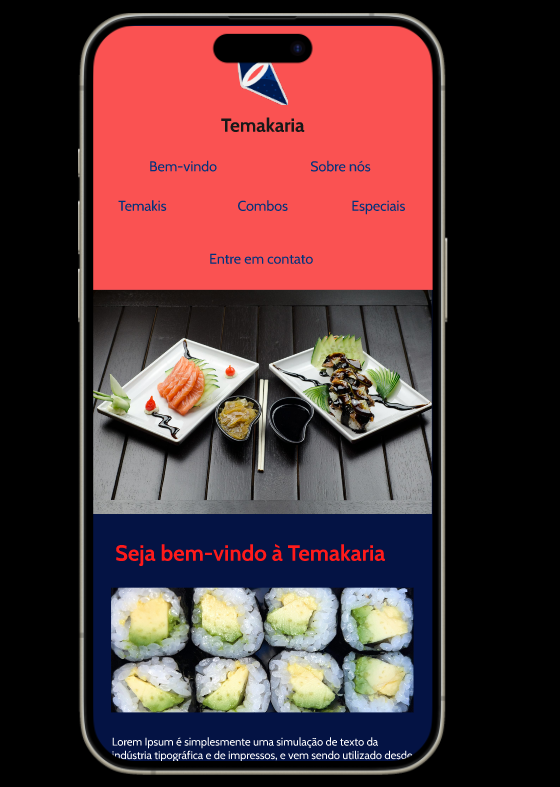 Temakaria
Bem-vindo Sobre nós
Temakis Combos Especiais
Entre em contato
Seja bem-vindo à Temakaria
Lorem Ipsum é simplesmente uma simulação de texto da
indústria tipográfica e de impressos, e vem sendo utilizado desde